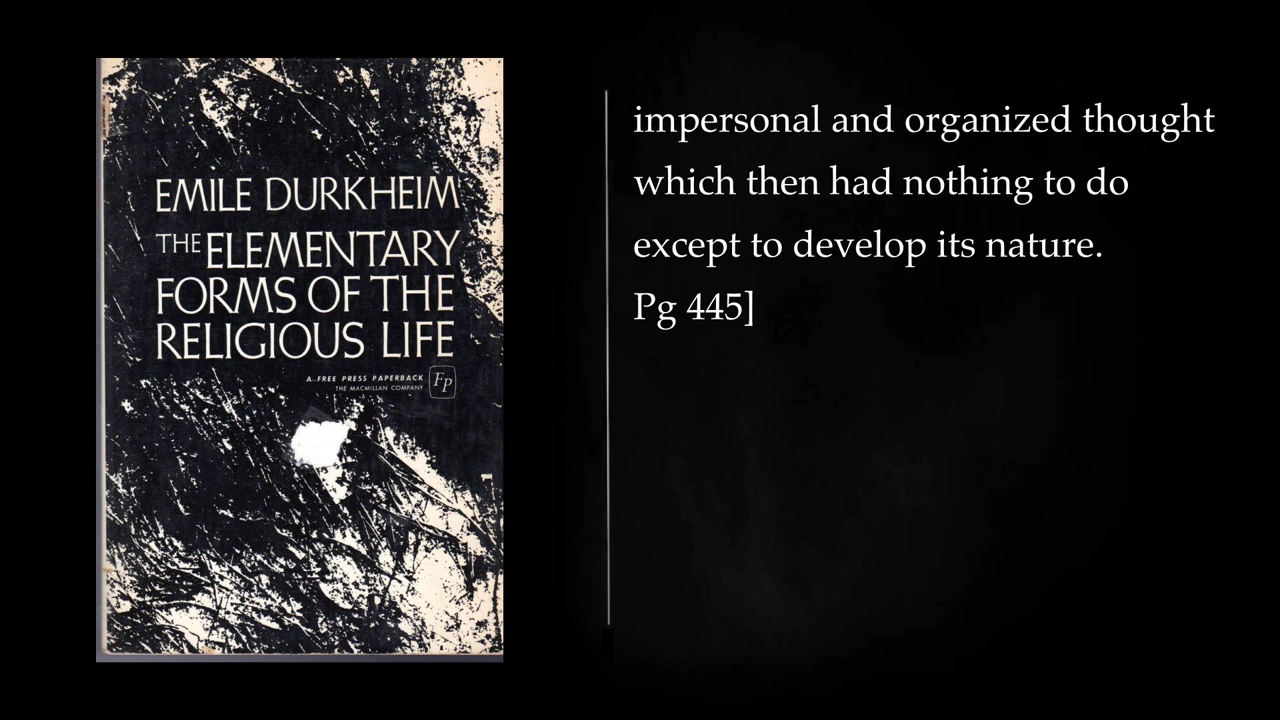 EMILE DURKHEIM
THE ELEMENTARY
FORMS OF THE
RELIGIOUS LIFE
A FREE PRESS PAPERBACK
THE MACMILLAN COMPANY
FP
impersonal and organized thought
which then had nothing to do
except to develop its nature.
Pg 445]